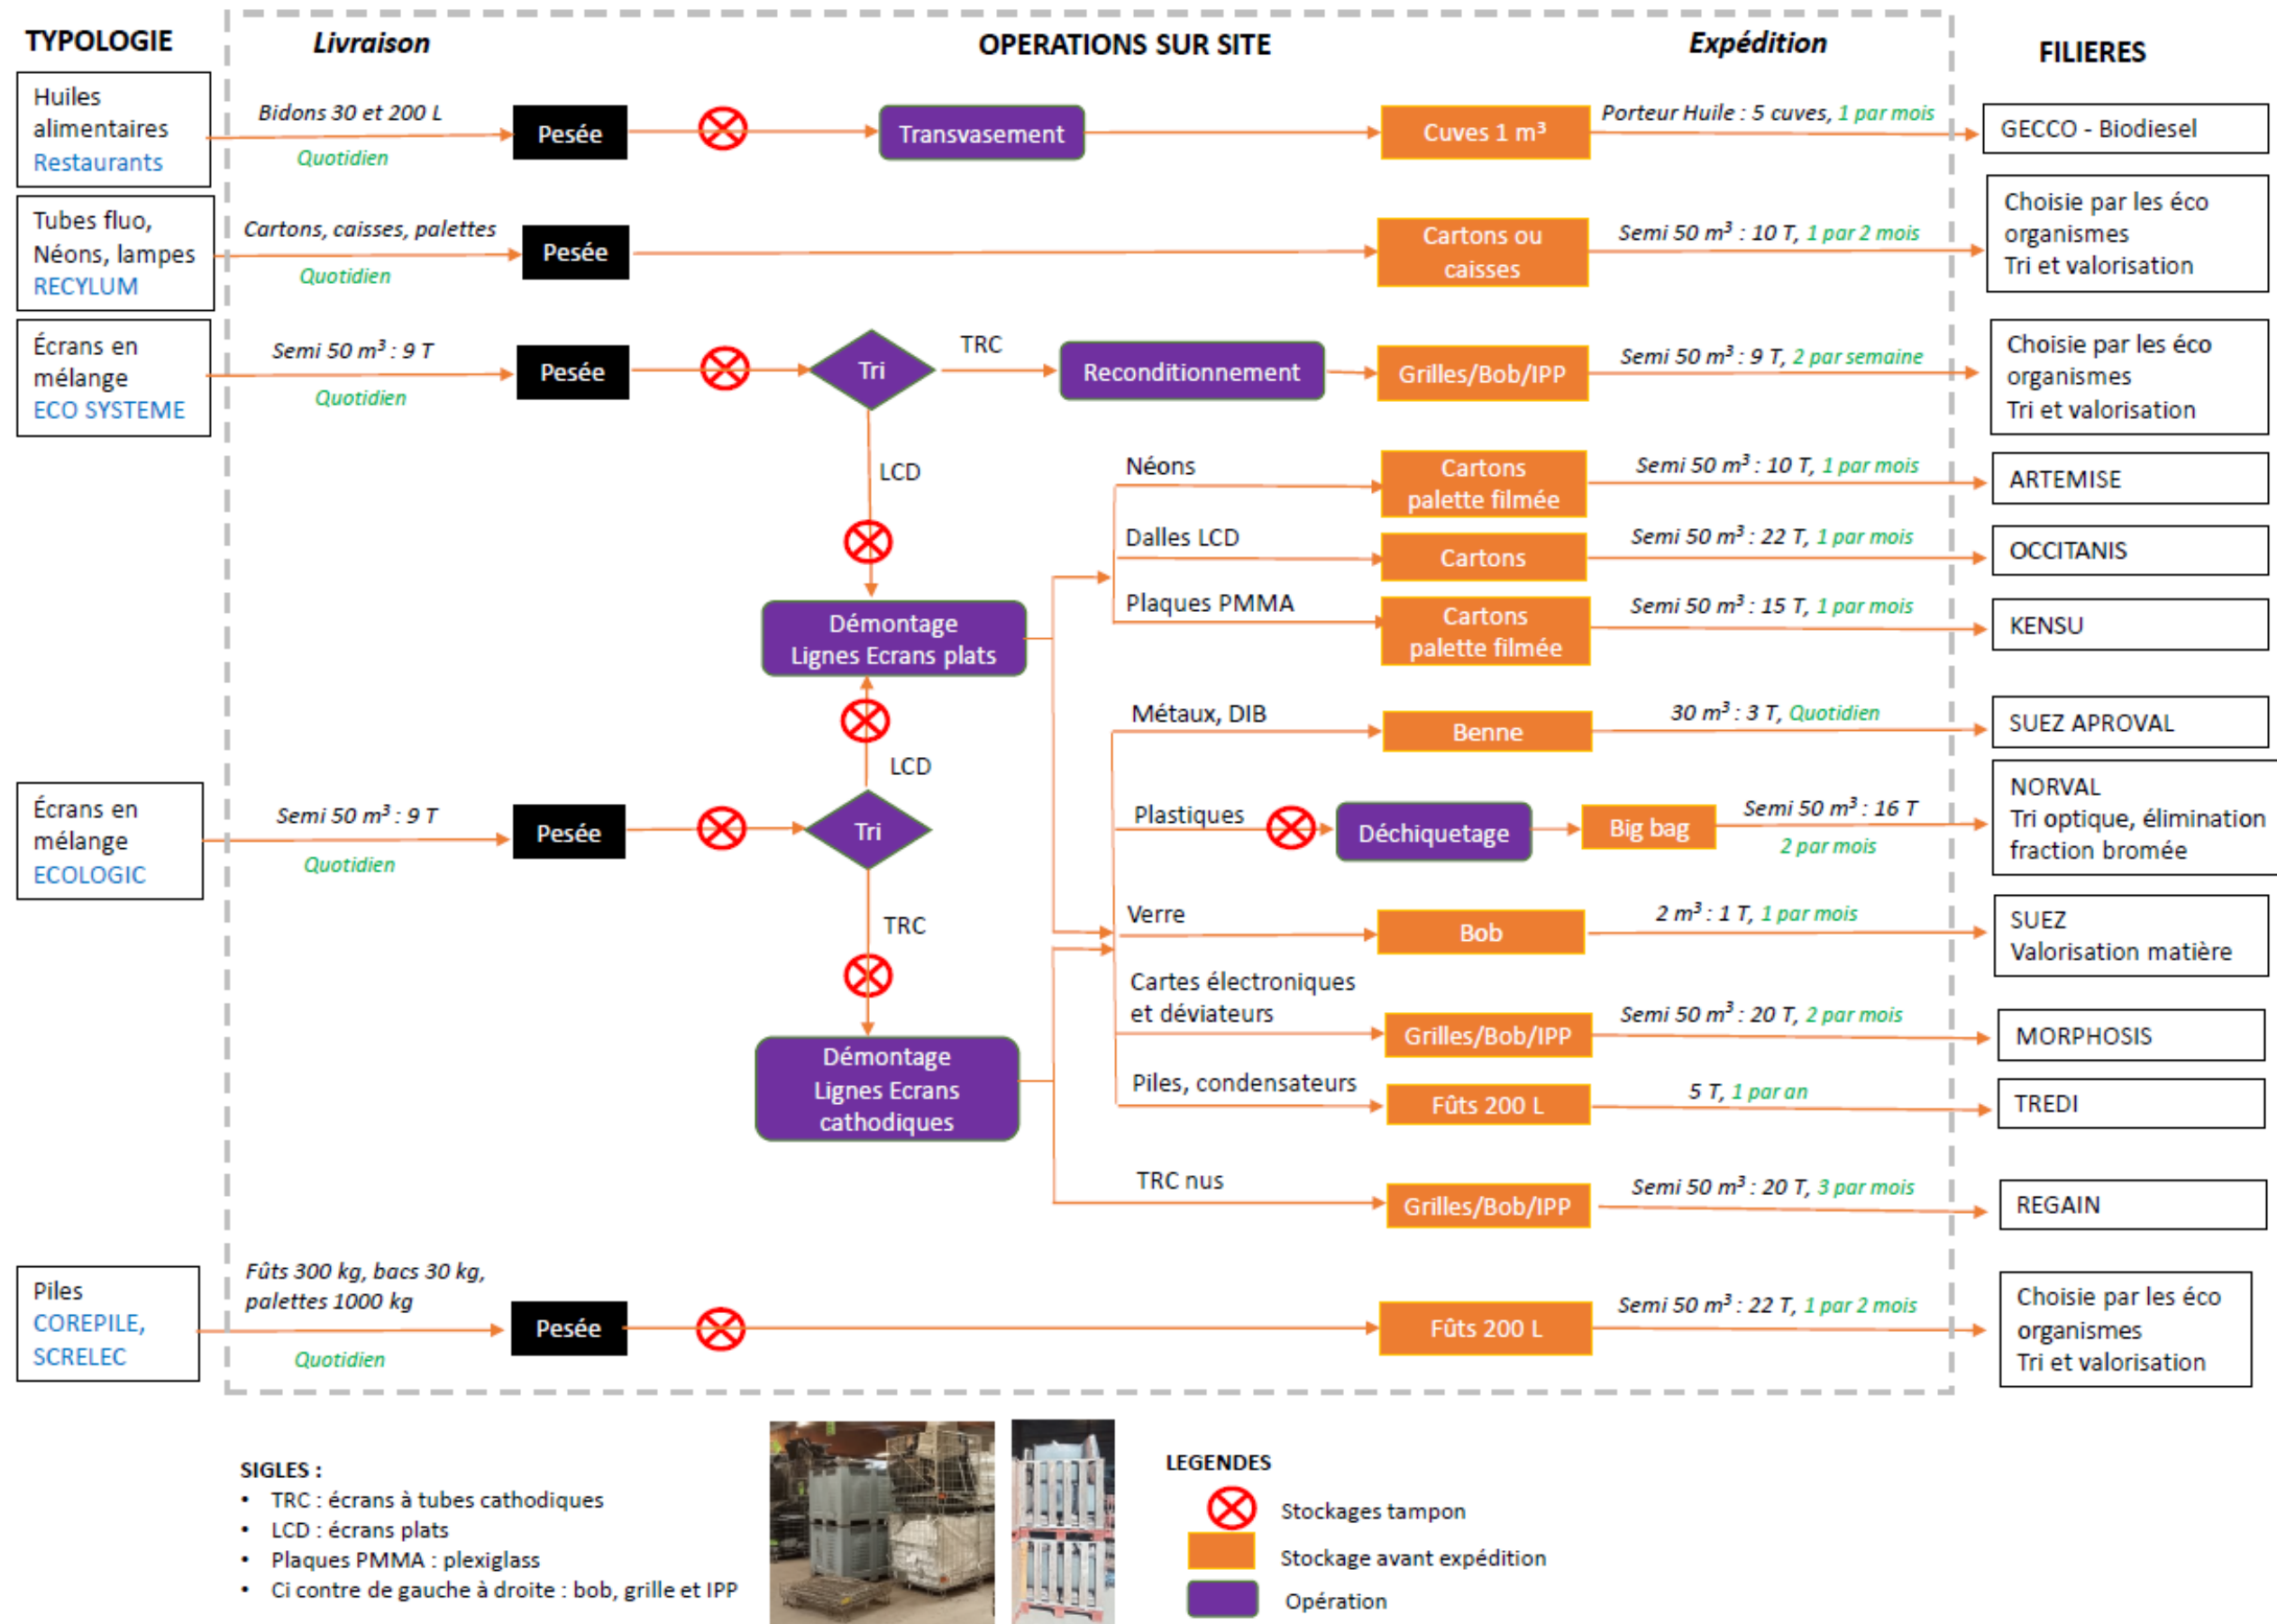 TYPOLOGIE
Livraison
OPERATIONS SUR SITE
Expédition
FILIERES
Huiles
alimentaires
Restaurants
Bidons 30 et 200 L
Quotidien
Pesée
Transvasement
Cuves 1 m³
Porteur Huile : 5 cuves, 1 par mois
GECCO - Biodiesel
Tubes fluo,
Néons, lampes
RECYLUM
Cartons, caisses, palettes
Quotidien
Pesée
Cartons ou
caisses
Semi 50 m³ : 10 T, 1 par 2 mois
Choisie par les éco
organismes
Tri et valorisation
Écrans en
mélange
ECO SYSTEME
Semi 50 m³ : 9 T
Quotidien
Pesée
Tri
TRC
Reconditionnement
Grilles/Bob/IPP
Semi 50 m³ : 9 T, 2 par semaine
Choisie par les éco
organismes
Tri et valorisation
LCD
Néons
Cartons
palette filmée
Semi 50 m³ : 10 T, 1 par mois
ARTEMISE
Dalles LCD
Cartons
Semi 50 m³ : 22 T, 1 par mois
OCCITANIS
Plaques PMMA
Cartons
palette filmée
Semi 50 m³ : 15 T, 1 par mois
KENSU
Démontage
Lignes Ecrans plats
Métaux, DIB
Benne
30 m³ : 3 T, Quotidien
SUEZ APROVAL
LCD
Écrans en
mélange
ECOLOGIC
Semi 50 m³ : 9 T
Quotidien
Pesée
Tri
Plastiques
Déchiquetage
Big bag
Semi 50 m³ : 16 T
2 par mois
NORVAL
Tri optique, élimination
fraction bromée
TRC
Verre
Bob
2 m³ : 1 T, 1 par mois
SUEZ
Valorisation matière
Cartes électroniques
et déviateurs
Grilles/Bob/IPP
Semi 50 m³ : 20 T, 2 par mois
MORPHOSIS
Démontage
Lignes Ecrans
cathodiques
Piles, condensateurs
Fûts 200 L
5 T, 1 par an
TREDI
TRC nus
Grilles/Bob/IPP
Semi 50 m³ : 20 T, 3 par mois
REGAIN
Piles
COREPILE,
SCRELEC
Fûts 300 kg, bacs 30 kg,
palettes 1000 kg
Quotidien
Pesée
Fûts 200 L
Semi 50 m³ : 22 T, 1 par 2 mois
Choisie par les éco
organismes
Tri et valorisation
SIGLES :
• TRC : écrans à tubes cathodiques
• LCD : écrans plats
• Plaques PMMA : plexiglass
• Ci contre de gauche à droite : bob, grille et IPP
LEGENDES
Stockages tampon
Stockage avant expédition
Opération